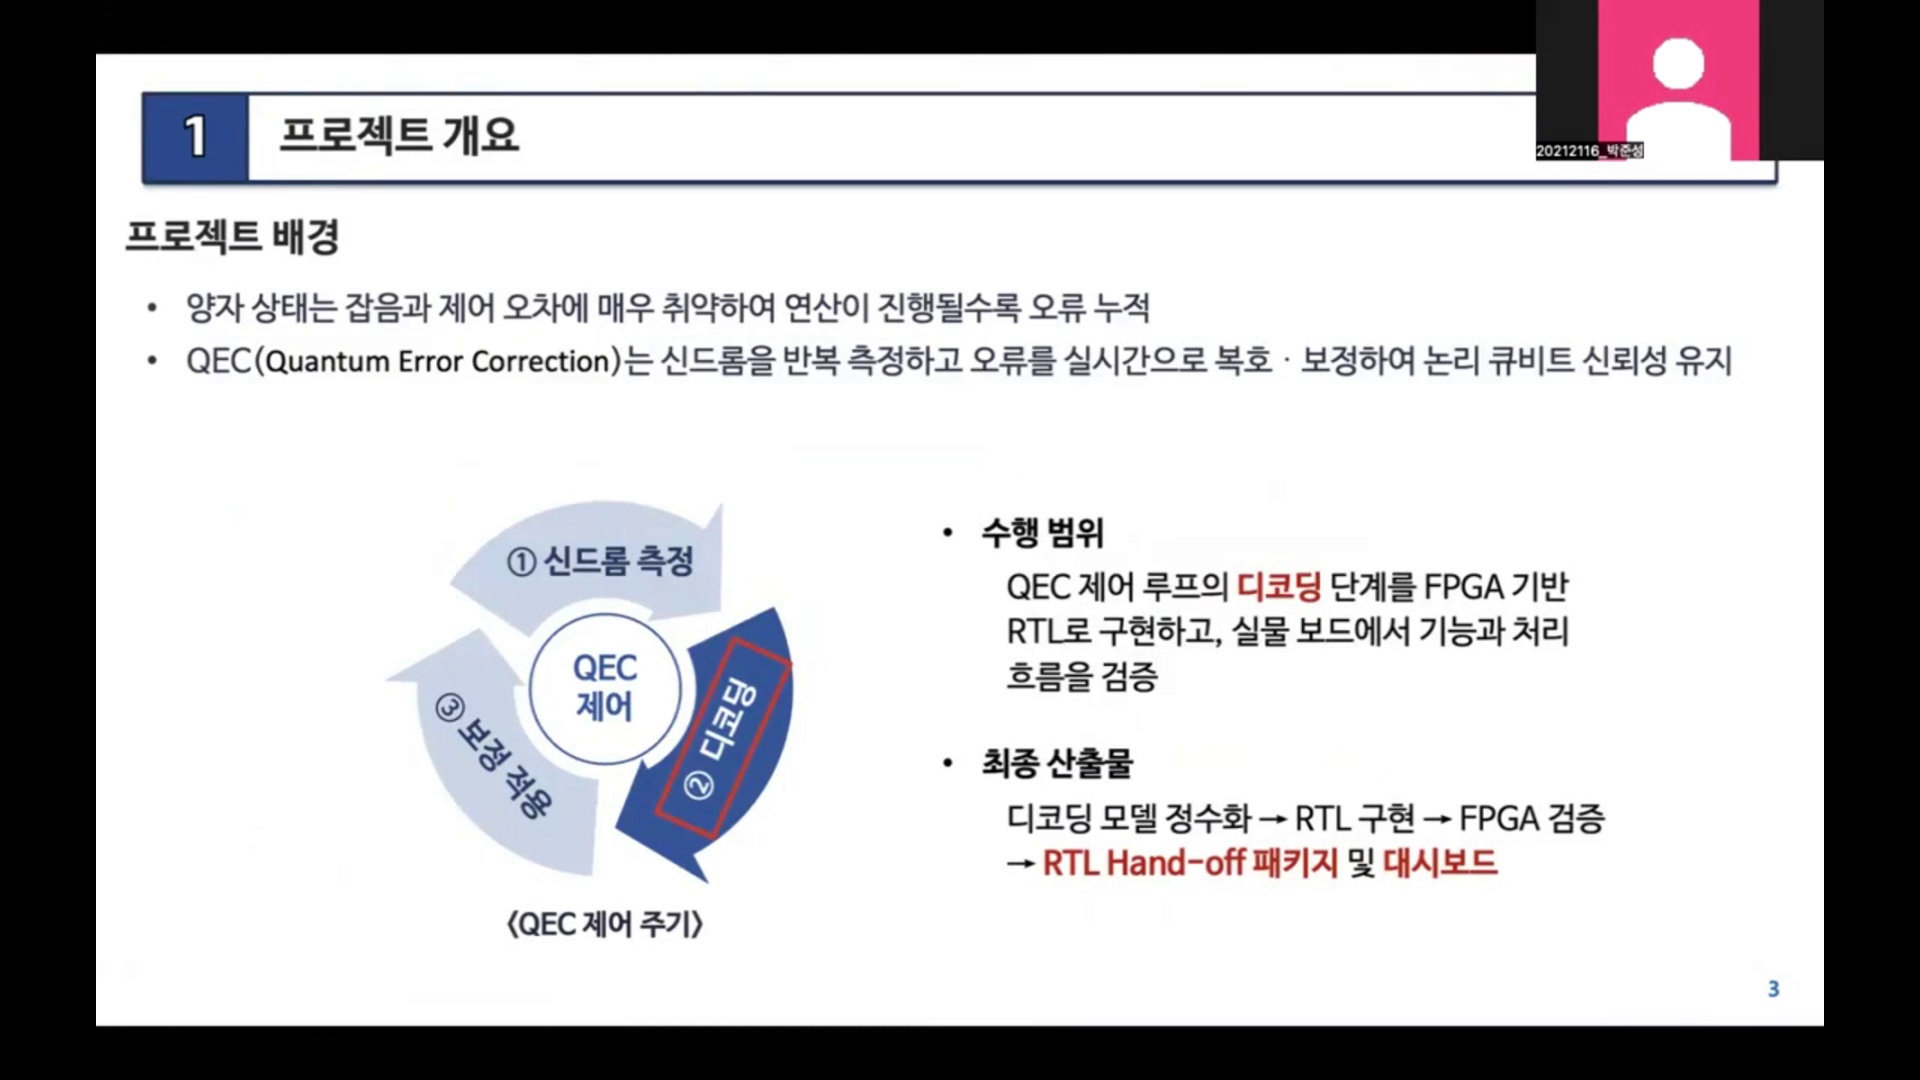 1 프로젝트 개요
20212116_박준성
프로젝트 배경
• 양자 상태는 잡음과 제어 오차에 매우 취약하여 연산이 진행될수록 오류 누적
• QEC(Quantum Error Correction)는 신드롬을 반복 측정하고 오류를 실시간으로 복호 · 보정하여 논리 큐비트 신뢰성 유지
① 신드롬 측정
② 디코딩
③ 보정 적용
QEC
제어
〈QEC 제어 주기〉
• 수행 범위
QEC 제어 루프의 디코딩 단계를 FPGA 기반
RTL로 구현하고, 실물 보드에서 기능과 처리
흐름을 검증
• 최종 산출물
디코딩 모델 정수화 → RTL 구현 → FPGA 검증
→ RTL Hand-off 패키지 및 대시보드
3